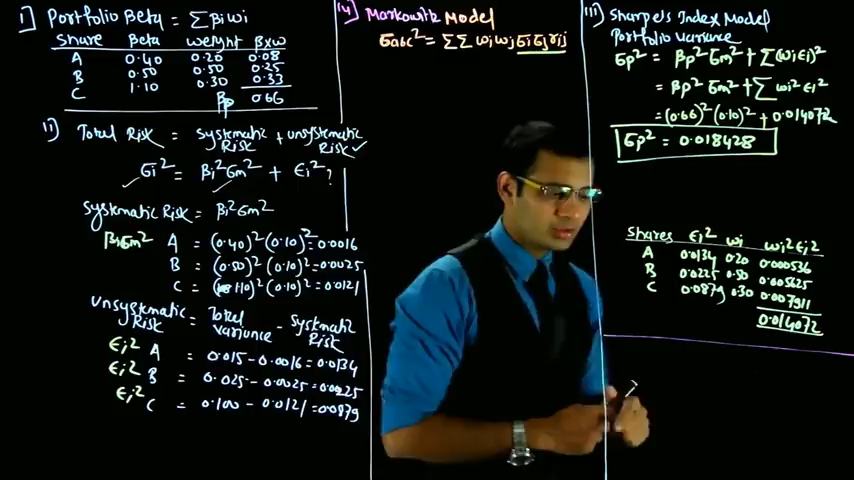 I) Portfolio Beta = ∑βiwi
Share Beta weight β×w
A 0.40 0.20 0.08
B 0.50 0.50 0.25
C 1.10 0.30 0.33
βp 0.66
II) Total Risk = Systematic Risk + unsystematic Risk ✓
σi² = βi²σm² + ϵi²?
Systematic Risk = βi²σm²
βi²σm² A = (0.40)²(0.10)² = 0.0016
B = (0.50)²(0.10)² = 0.0025
C = (1.10)²(0.10)² = 0.0121
Unsystematic Risk = Total variance - Systematic Risk
ϵi² A = 0.015 - 0.0016 = 0.0134
ϵi² B = 0.025 - 0.0025 = 0.0225
ϵi² C = 0.100 - 0.0121 = 0.0879
IV) Markowitz Model
σabc² = ∑∑ wiwj σiσjrij
III) Sharpe's Index Model
Portfolio Variance
σp² = βp²σm² + ∑(wiϵi)²
= βp²σm² + ∑wi²ϵi²
= (0.66)²(0.10)² + 0.014072
σp² = 0.018428
Shares ϵi² wi wi²ϵi²
A 0.0134 0.20 0.000536
B 0.0225 0.50 0.005625
C 0.0879 0.30 0.007911
0.014072